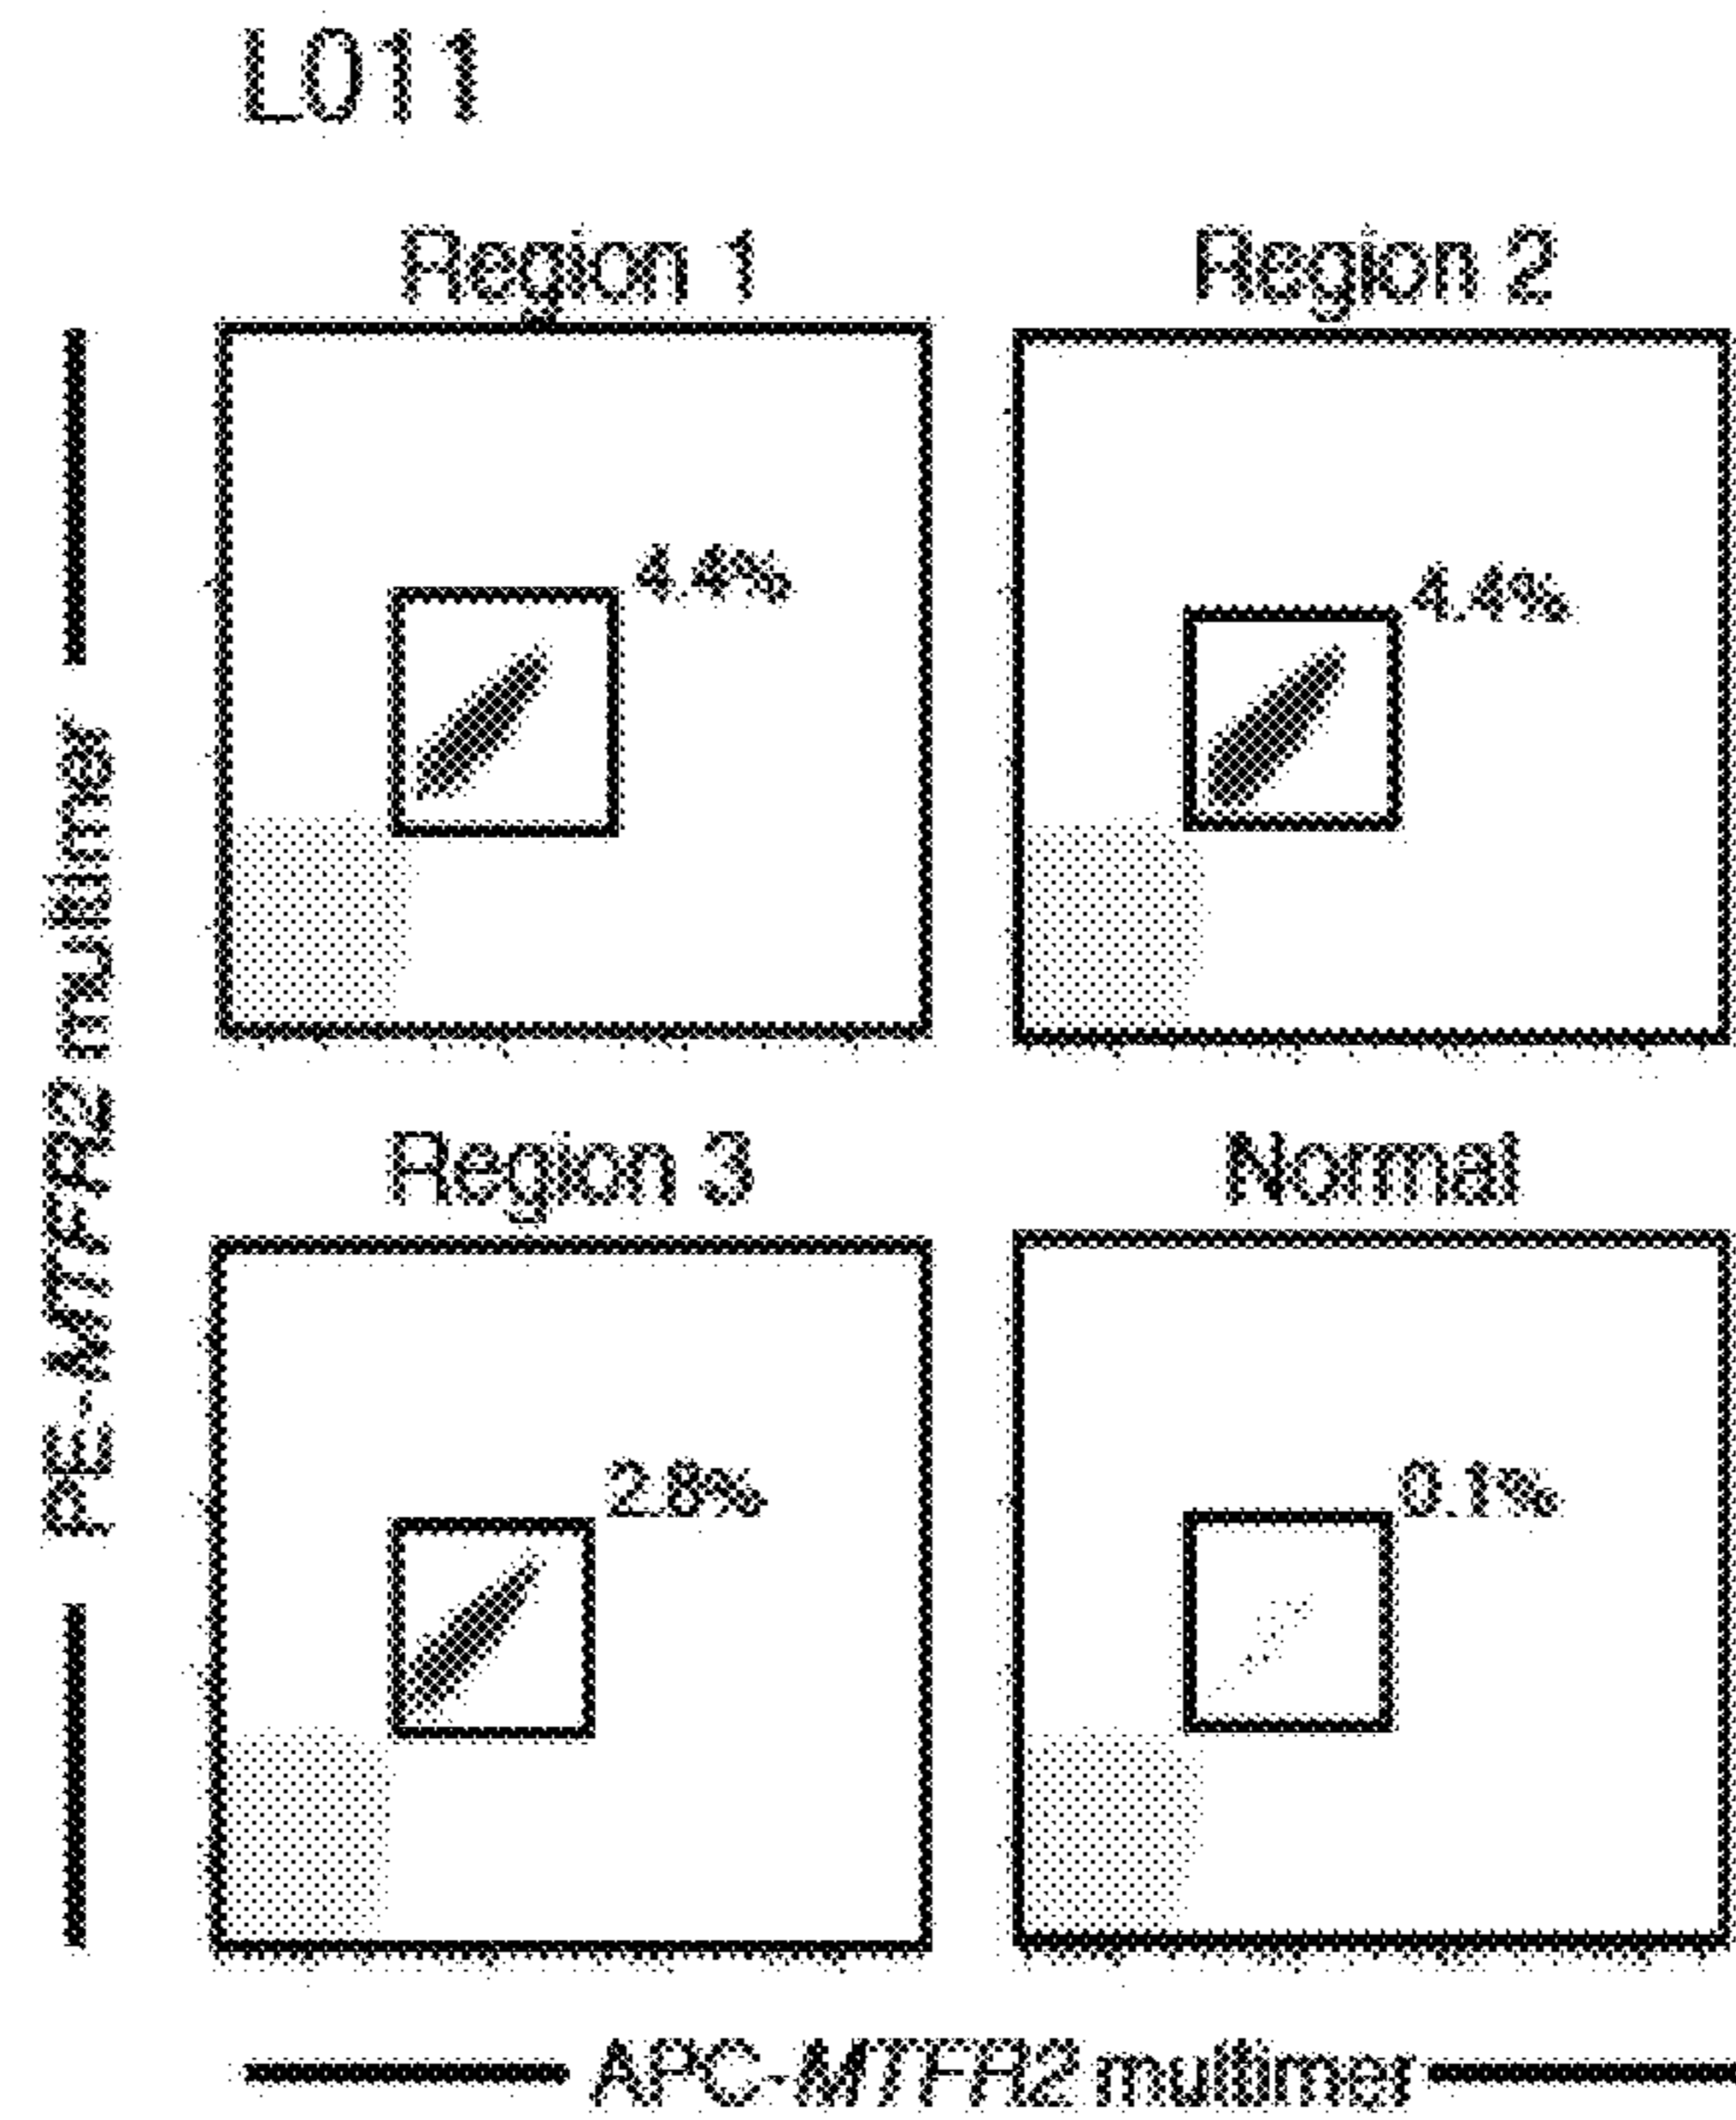 L011
Region 1
Region 2
4.4%
4.4%
PE-MTFR2 multimer
Region 3
Normal
2.8%
0.1%
APC-MTFR2 multimer